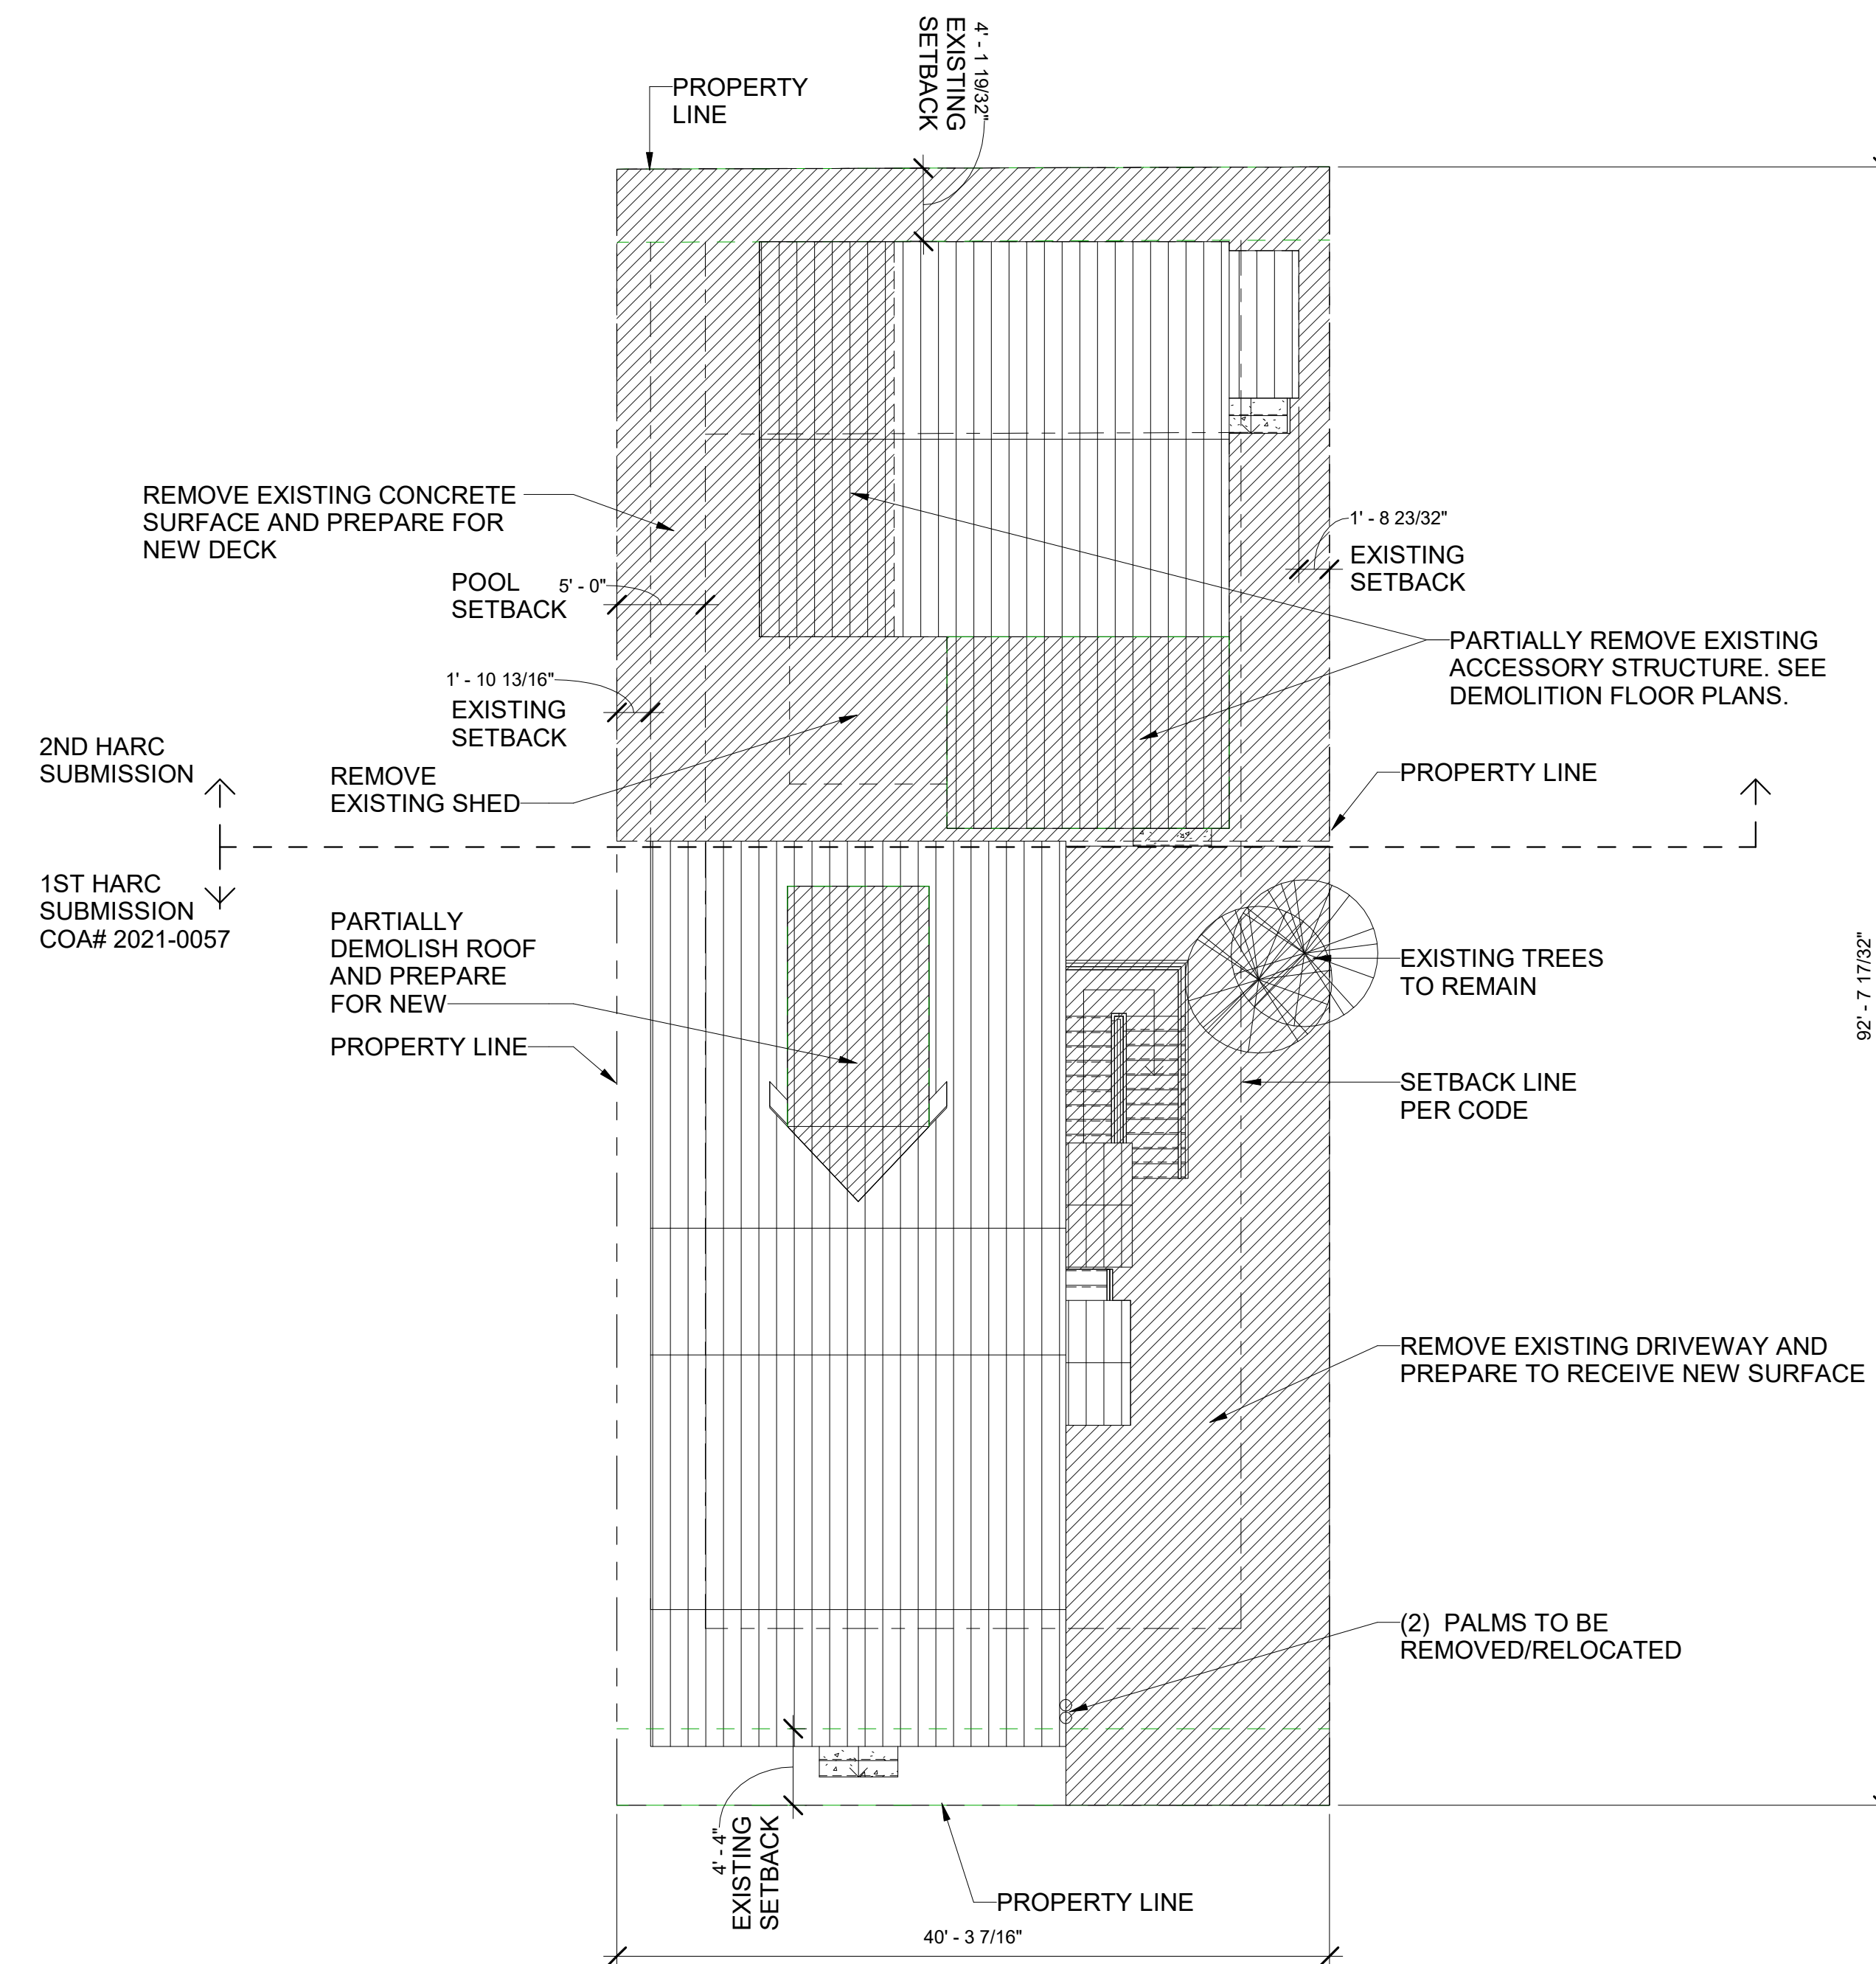 4' - 1 19/32"
EXISTING
SETBACK
PROPERTY
LINE
REMOVE EXISTING CONCRETE
SURFACE AND PREPARE FOR
NEW DECK
POOL
SETBACK
5' - 0"
1' - 8 23/32"
EXISTING
SETBACK
1' - 10 13/16"
EXISTING
SETBACK
PARTIALLY REMOVE EXISTING
ACCESSORY STRUCTURE. SEE
DEMOLITION FLOOR PLANS.
2ND HARC
SUBMISSION
REMOVE
EXISTING SHED
PROPERTY LINE
1ST HARC
SUBMISSION
COA# 2021-0057
PARTIALLY
DEMOLISH ROOF
AND PREPARE
FOR NEW
PROPERTY LINE
EXISTING TREES
TO REMAIN
92' - 7 17/32"
SETBACK LINE
PER CODE
REMOVE EXISTING DRIVEWAY AND
PREPARE TO RECEIVE NEW SURFACE
(2) PALMS TO BE
REMOVED/RELOCATED
4' - 4"
EXISTING
SETBACK
PROPERTY LINE
40' - 3 7/16"